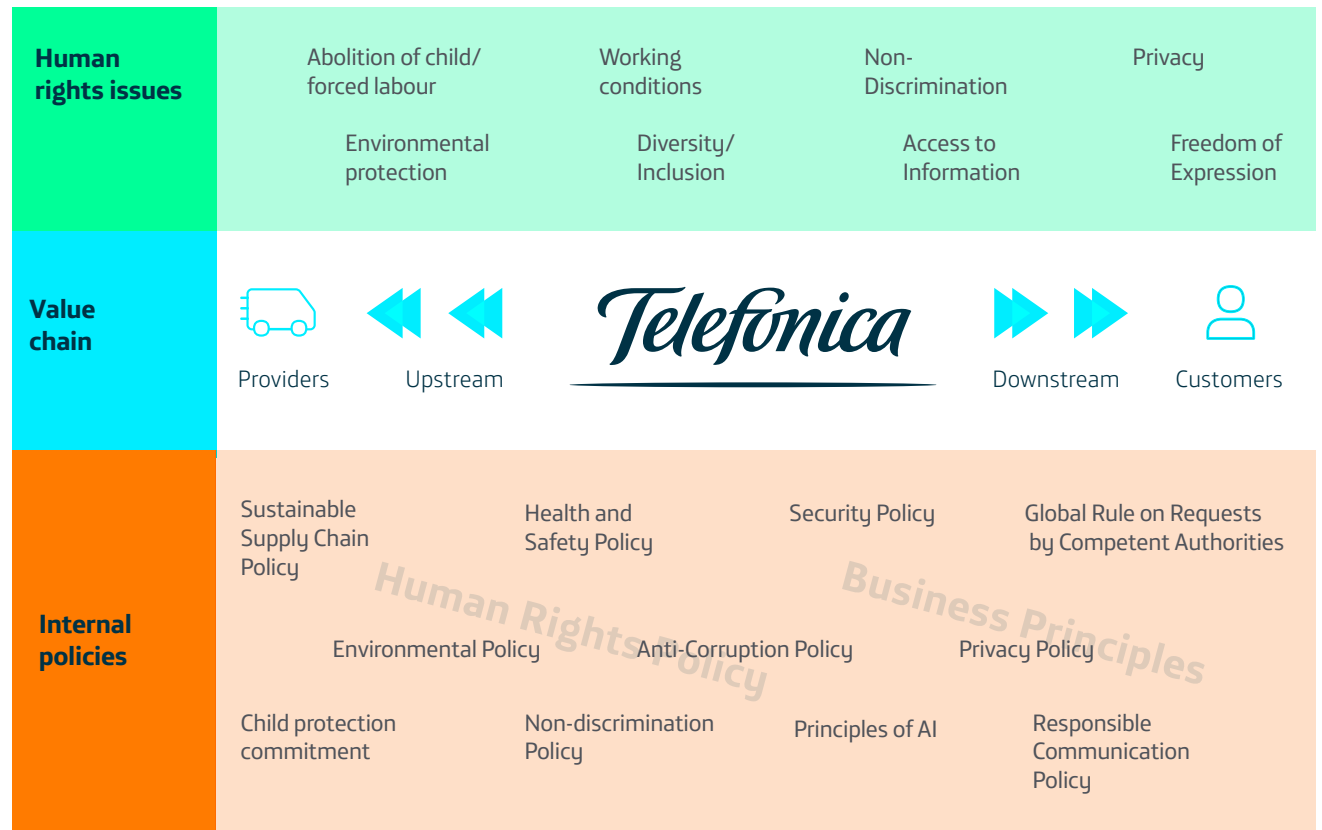 Human
rights issues
Abolition of child/
forced labour
Working
conditions
Non-
Discrimination
Privacy
Environmental
protection
Diversity/
Inclusion
Access to
Information
Freedom of
Expression
Value
chain
Providers
Upstream
Telefónica
Downstream
Customers
Internal
policies
Sustainable
Supply Chain
Policy
Health and
Safety Policy
Security Policy
Global Rule on Requests
by Competent Authorities
Human Rights Policy
Business Principles
Environmental Policy
Anti-Corruption Policy
Privacy Policy
Child protection
commitment
Non-discrimination
Policy
Principles of AI
Responsible
Communication
Policy